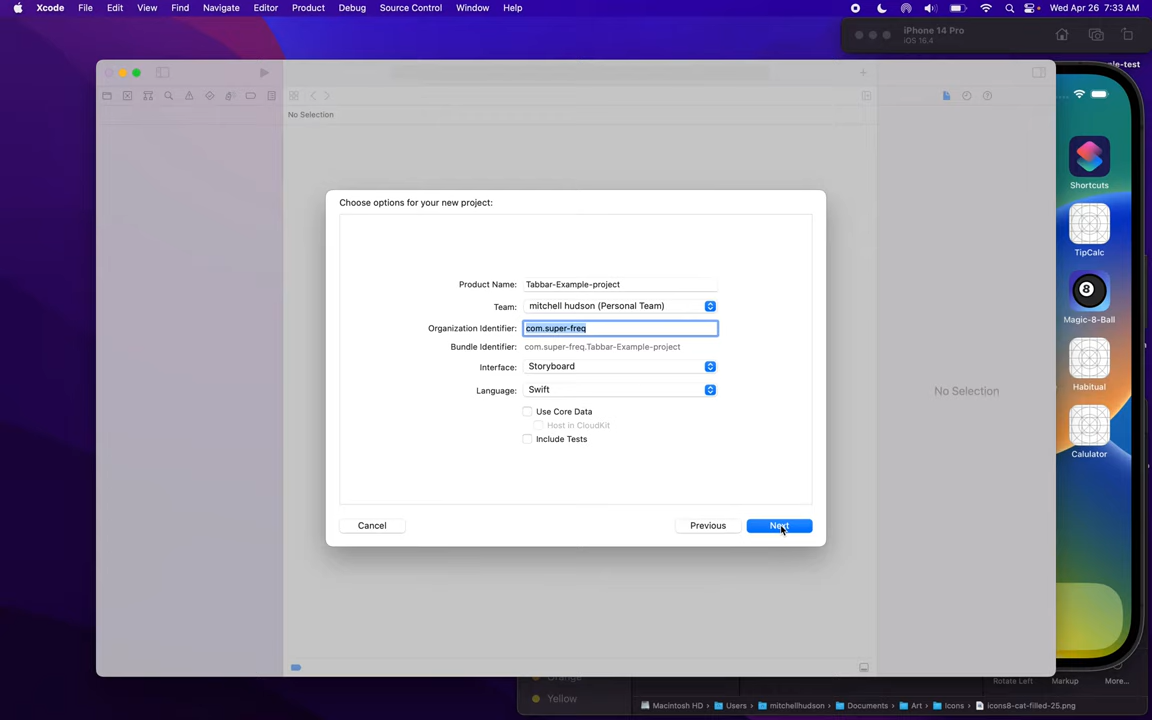 Xcode File Edit View Find Navigate Editor Product Debug Source Control Window Help Wed Apr 26 7:33 AM
iPhone 14 Pro
iOS 16.4
le-test
No Selection
Choose options for your new project:
Product Name: Tabbar-Example-project
Team: mitchell hudson (Personal Team)
Organization Identifier: com.super-freq
Bundle Identifier: com.super-freq.Tabbar-Example-project
Interface: Storyboard
Language: Swift
Use Core Data
Host in CloudKit
Include Tests
Cancel Previous Next
No Selection
Shortcuts
TipCalc
8
Magic-8-Ball
Habitual
Calulator
Orange
Yellow
Rotate Left Markup More...
Macintosh HD › Users › mitchellhudson › Documents › Art › Icons › icons8-cat-filled-25.png